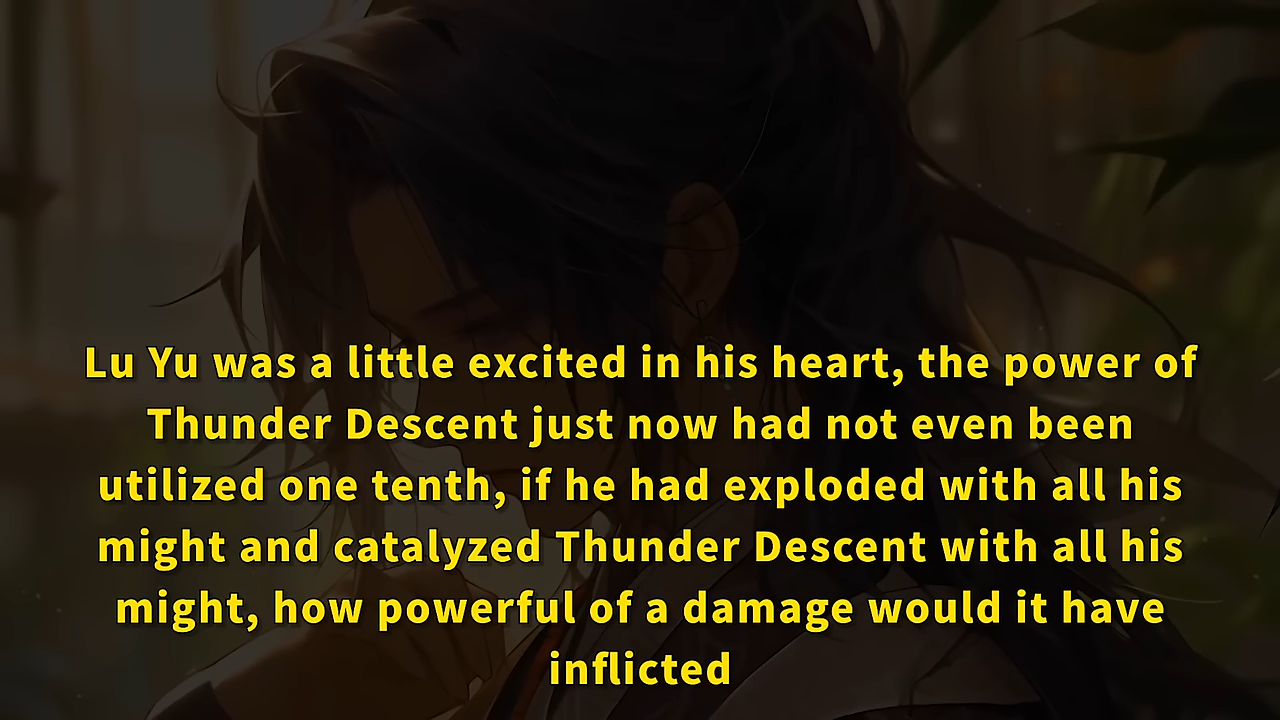 Lu Yu was a little excited in his heart, the power of
Thunder Descent just now had not even been
utilized one tenth, if he had exploded with all his
might and catalyzed Thunder Descent with all his
might, how powerful of a damage would it have
inflicted